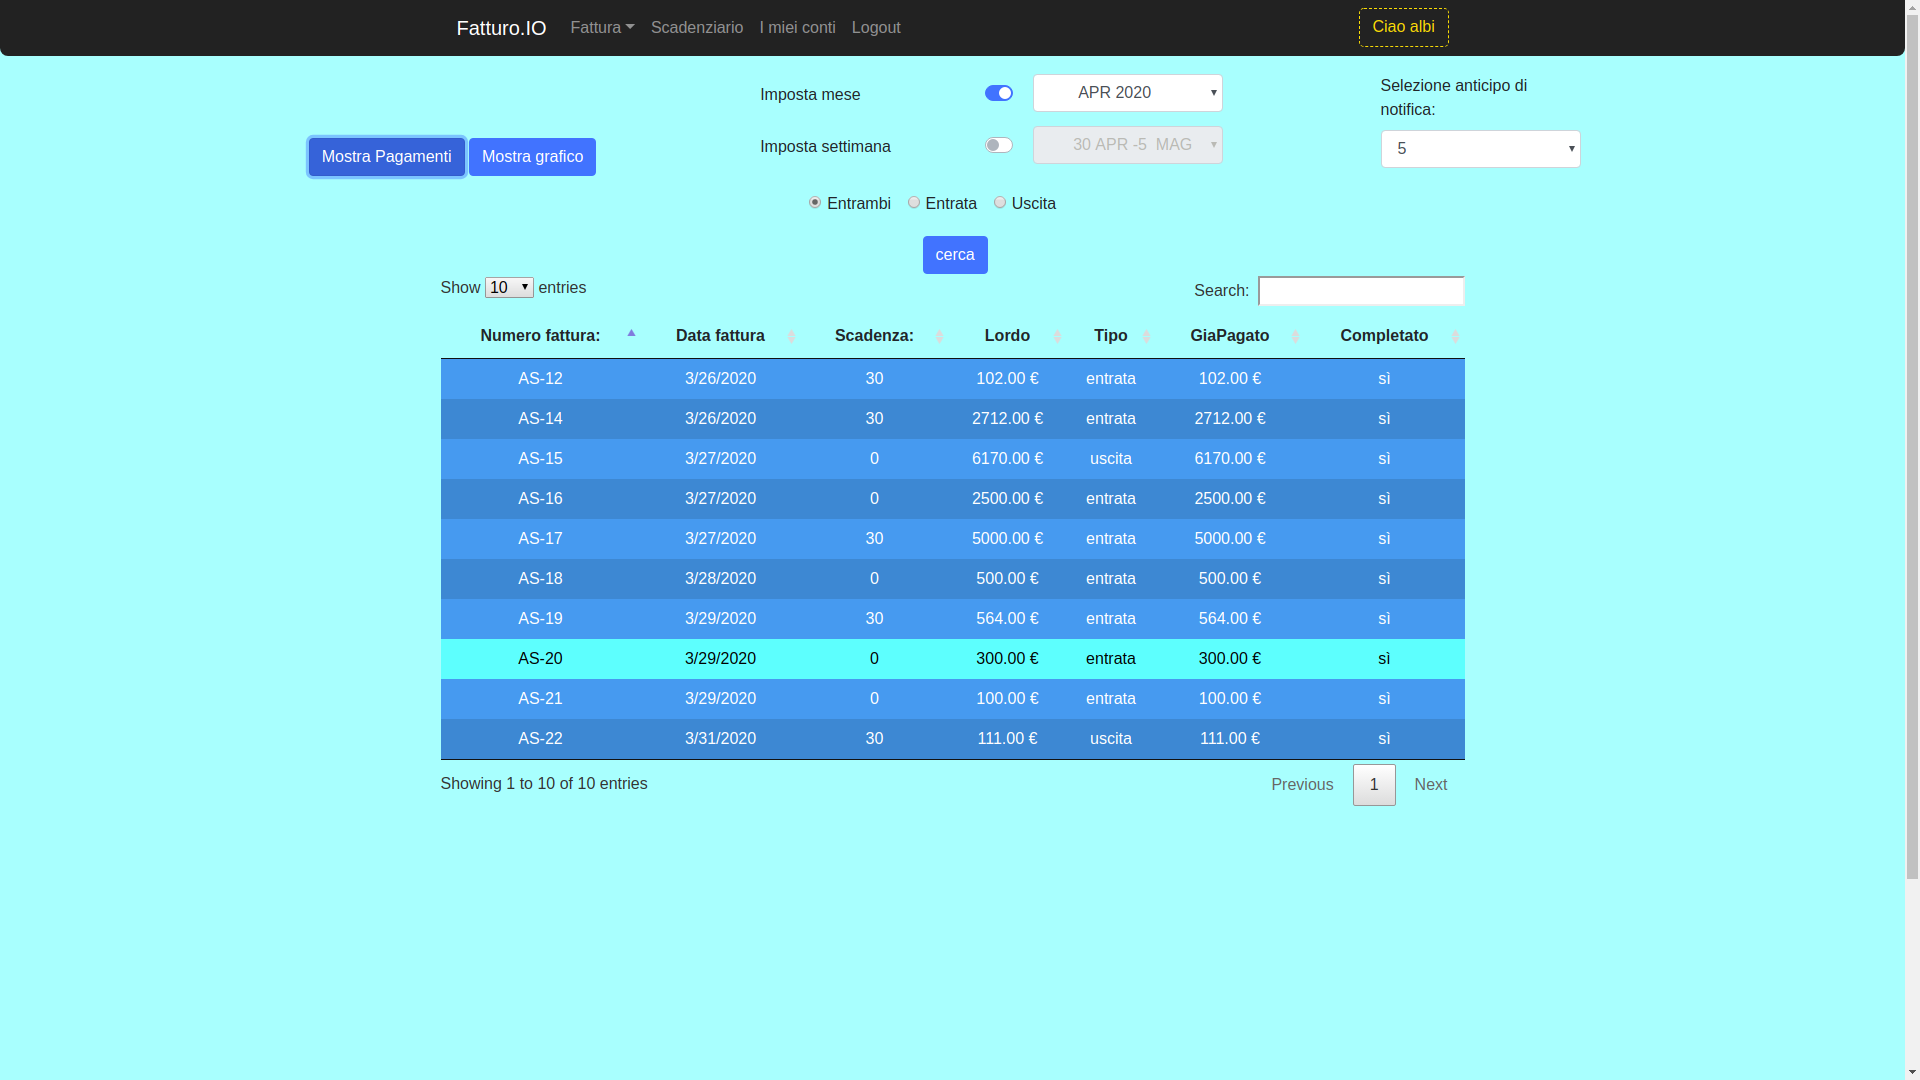 Fatturo.IO Fattura Scadenziario I miei conti Logout Ciao albi
Imposta mese APR 2020
Selezione anticipo di
notifica:
Mostra Pagamenti Mostra grafico
Imposta settimana 30 APR -5 MAG
5
Entrambi Entrata Uscita
cerca
Show 10 entries Search:
Numero fattura: Data fattura Scadenza: Lordo Tipo GiaPagato Completato
AS-12 3/26/2020 30 102.00 € entrata 102.00 € sì
AS-14 3/26/2020 30 2712.00 € entrata 2712.00 € sì
AS-15 3/27/2020 0 6170.00 € uscita 6170.00 € sì
AS-16 3/27/2020 0 2500.00 € entrata 2500.00 € sì
AS-17 3/27/2020 30 5000.00 € entrata 5000.00 € sì
AS-18 3/28/2020 0 500.00 € entrata 500.00 € sì
AS-19 3/29/2020 30 564.00 € entrata 564.00 € sì
AS-20 3/29/2020 0 300.00 € entrata 300.00 € sì
AS-21 3/29/2020 0 100.00 € entrata 100.00 € sì
AS-22 3/31/2020 30 111.00 € uscita 111.00 € sì
Showing 1 to 10 of 10 entries Previous 1 Next